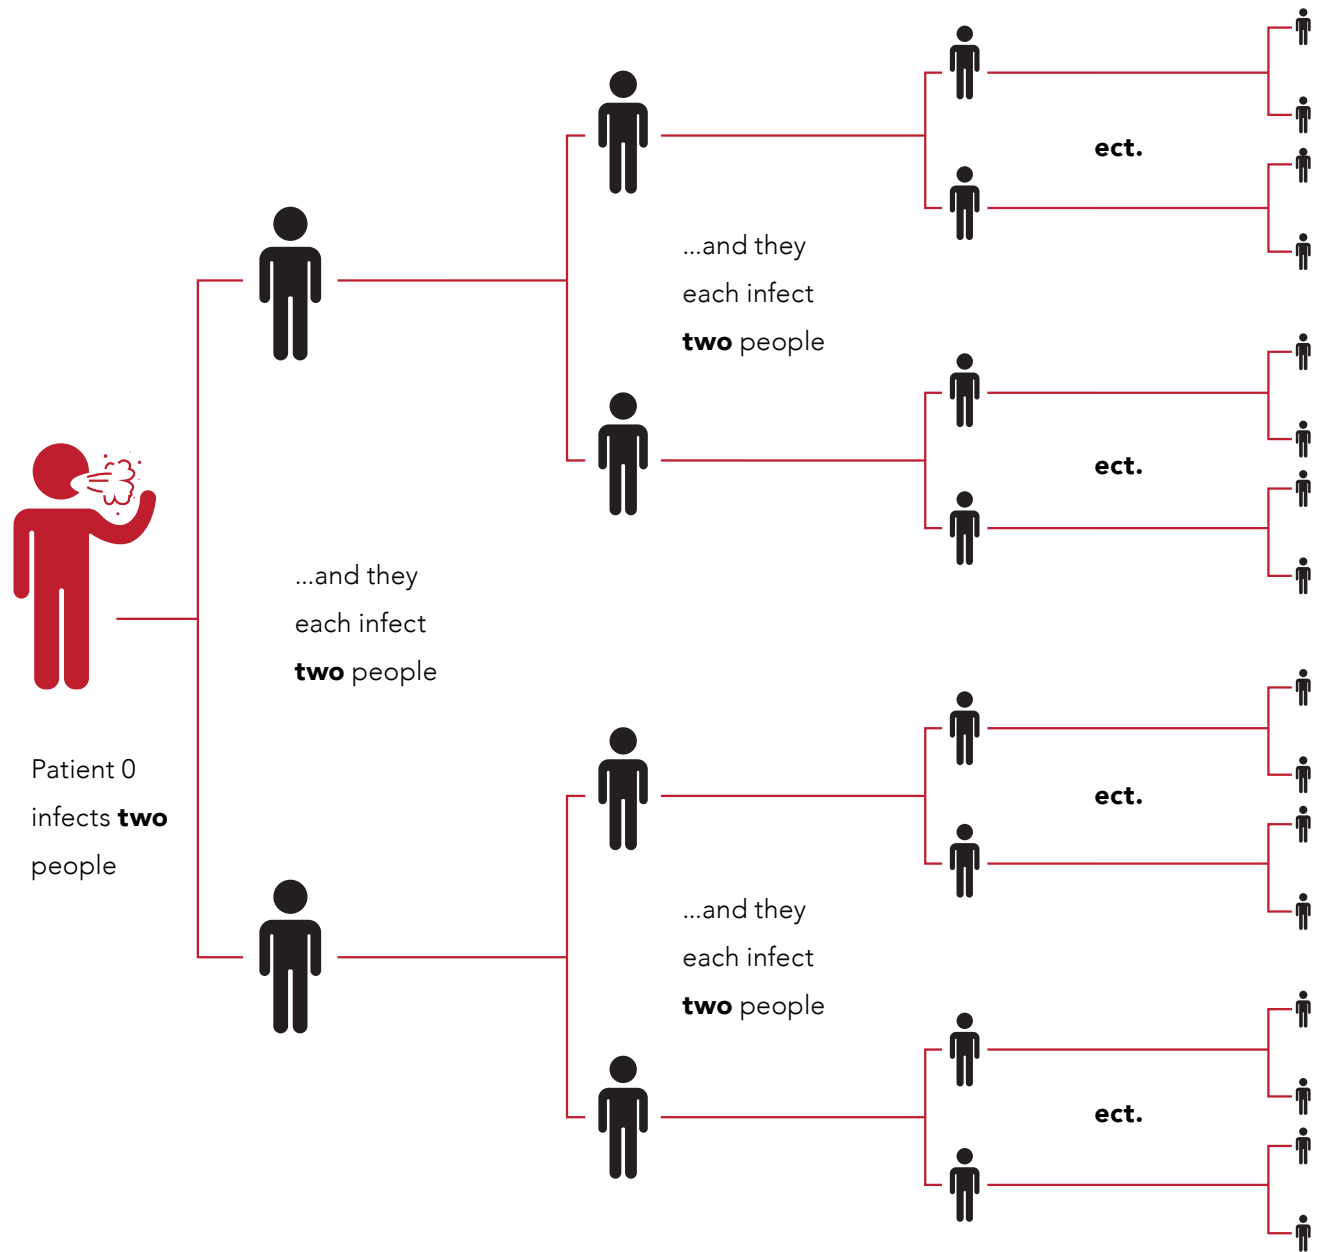 Patient 0
infects two
people
...and they
each infect
two people
...and they
each infect
two people
...and they
each infect
two people
ect.
ect.
ect.
ect.